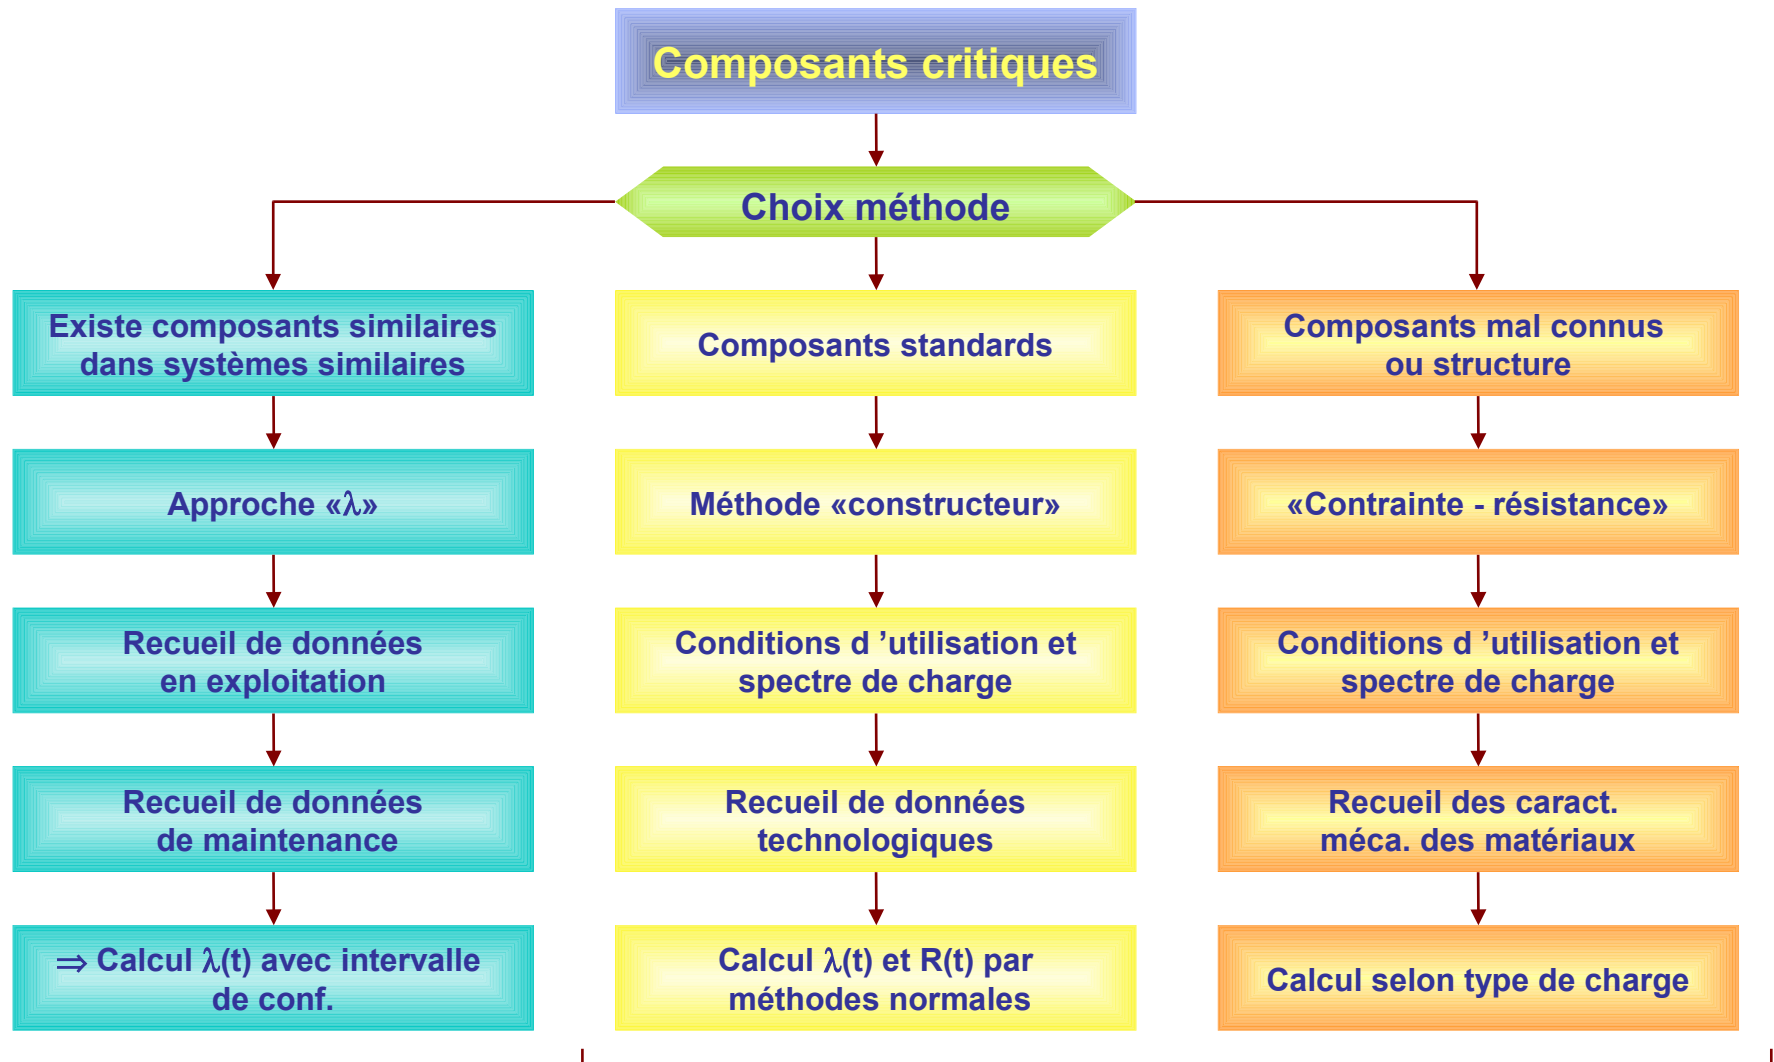 Composants critiques
Choix méthode
Existe composants similaires
dans systèmes similaires
Composants standards
Composants mal connus
ou structure
Approche «λ»
Méthode «constructeur»
«Contrainte - résistance»
Recueil de données
en exploitation
Conditions d ’utilisation et
spectre de charge
Conditions d ’utilisation et
spectre de charge
Recueil de données
de maintenance
Recueil de données
technologiques
Recueil des caract.
méca. des matériaux
⇒ Calcul λ(t) avec intervalle
de conf.
Calcul λ(t) et R(t) par
méthodes normales
Calcul selon type de charge